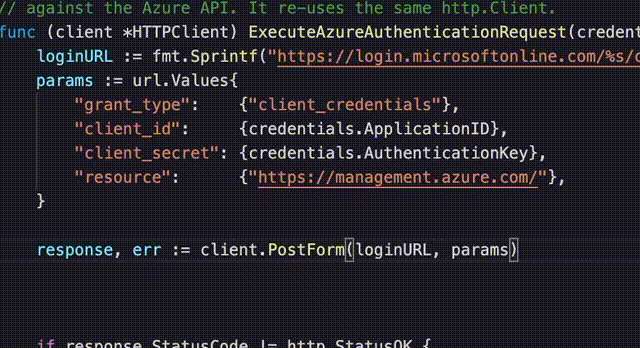 // against the Azure API. It re-uses the same http.Client.
func (client *HTTPClient) ExecuteAzureAuthenticationRequest(credent
loginURL := fmt.Sprintf("https://login.microsoftonline.com/%s/o
params := url.Values{
"grant_type": {"client_credentials"},
"client_id": {credentials.ApplicationID},
"client_secret": {credentials.AuthenticationKey},
"resource": {"https://management.azure.com/"},
}
response, err := client.PostForm(loginURL, params)
if response.StatusCode != http.StatusOK {